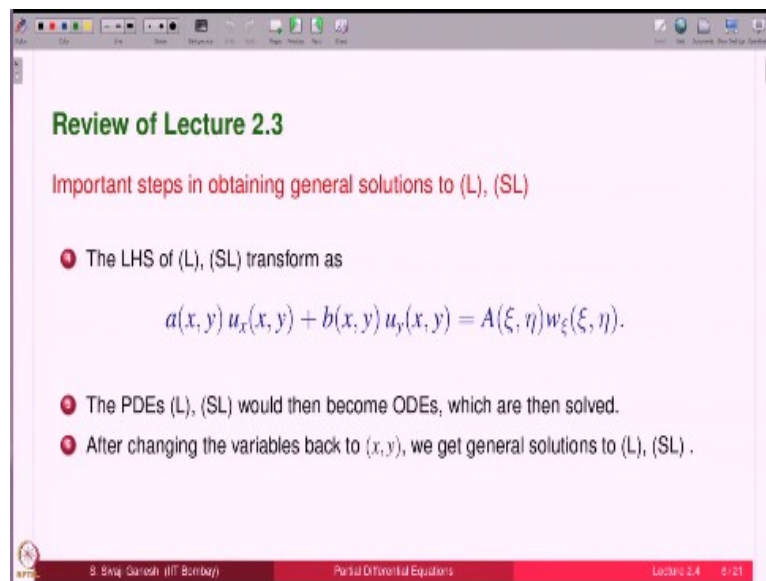 Review of Lecture 2.3
Important steps in obtaining general solutions to (L), (SL)
The LHS of (L), (SL) transform as
a(x, y) u_x(x, y) + b(x, y) u_y(x, y) = A(ξ, η)w_ξ(ξ, η).
The PDEs (L), (SL) would then become ODEs, which are then solved.
After changing the variables back to (x, y), we get general solutions to (L), (SL) .
Ganesh (IIT Bombay) Partial Differential Equations Lecture 2.4 /21